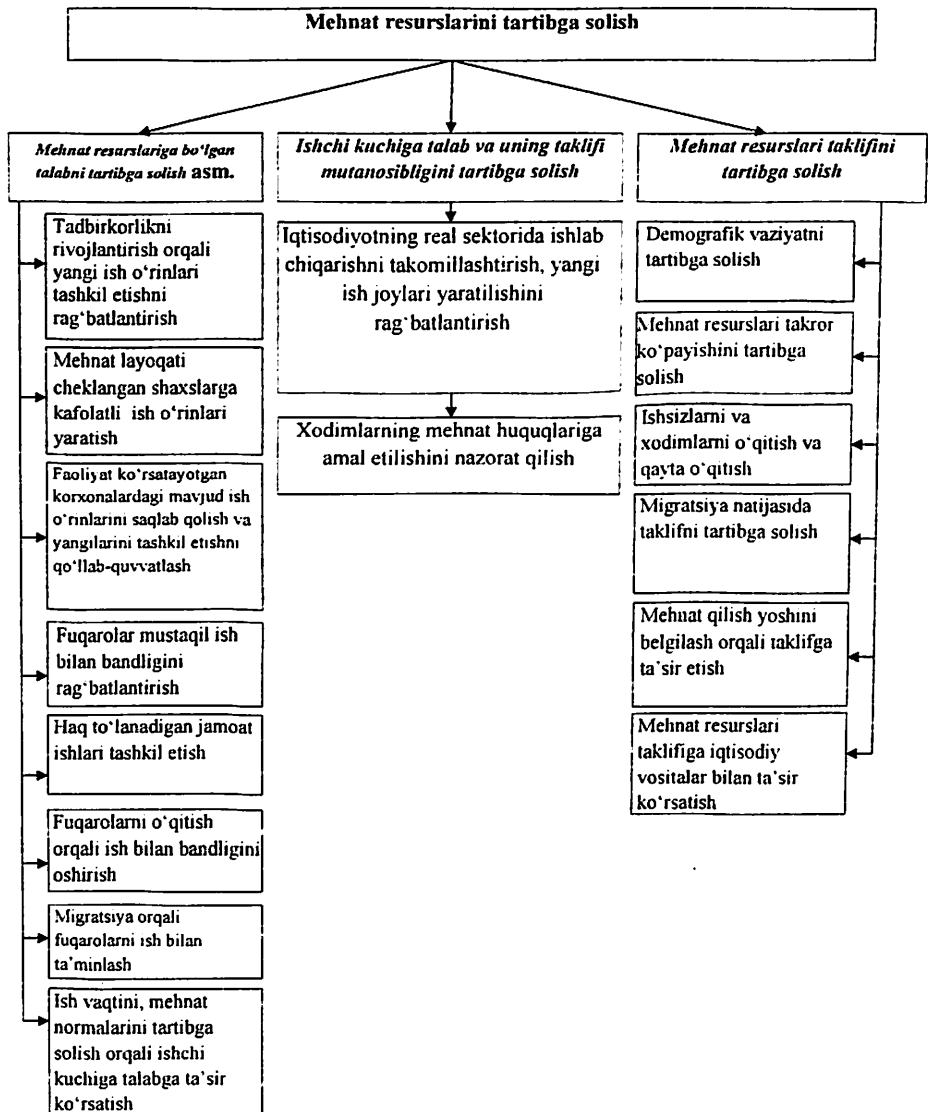 Mehnat resurslarini tartibga solish
Mehnat resurslariga bo‘lgan
talabni tartibga solish asm.
Tadbirkorlikni
rivojlantirish orqali
yangi ish o‘rinlari
tashkil etishni
rag‘batlantirish
Mehnat layoqati
cheklangan shaxslarga
kafolatli ish o‘rinlari
yaratish
Faoliyat ko‘rsatayotgan
korxonalardagi mavjud ish
o‘rinlarini saqlab qolish va
yangilarini tashkil etishni
qo‘llab-quvvatlash
Fuqarolar mustaqil ish
bilan bandligini
rag‘batlantirish
Haq to‘lanadigan jamoat
ishlari tashkil etish
Fuqarolarni o‘qitish
orqali ish bilan bandligini
oshirish
Migratsiya orqali
fuqarolarni ish bilan
ta’minlash
Ish vaqtini, mehnat
normalarini tartibga
solish orqali ishchi
kuchiga talabga ta’sir
ko‘rsatish
Ishchi kuchiga talab va uning taklifi
mutanosibligini tartibga solish
Iqtisodiyotning real sektorida ishlab
chiqarishni takomillashtirish, yangi
ish joylari yaratilishini
rag‘batlantirish
Xodimlarning mehnat huquqlariga
amal etilishini nazorat qilish
Mehnat resurslari taklifini
tartibga solish
Demografik vaziyatni
tartibga solish
Mehnat resurslari takror
ko‘payishini tartibga
solish
Ishsizlarni va
xodimlarni o‘qitish va
qayta o‘qitish
Migratsiya natijasida
taklifni tartibga solish
Mehnat qilish yoshini
belgilash orqali taklifga
ta’sir etish
Mehnat resurslari
taklifiga iqtisodiy
vositalar bilan ta’sir
ko‘rsatish